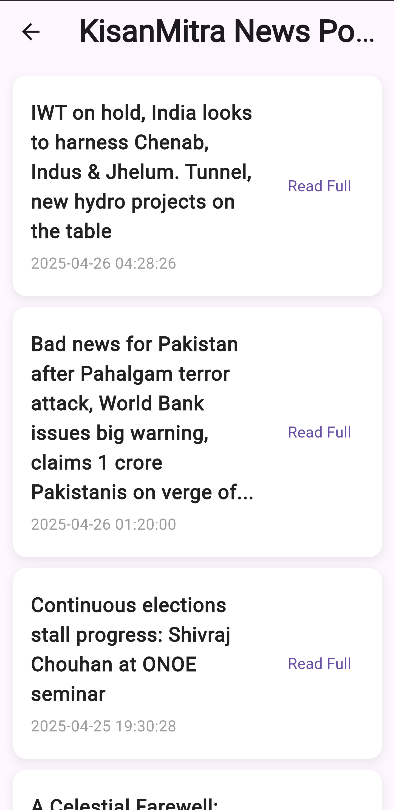 KisanMitra News Po...
IWT on hold, India looks
to harness Chenab,
Indus & Jhelum. Tunnel,
new hydro projects on
the table
Read Full
2025-04-26 04:28:26
Bad news for Pakistan
after Pahalgam terror
attack, World Bank
issues big warning,
claims 1 crore
Pakistanis on verge of...
Read Full
2025-04-26 01:20:00
Continuous elections
stall progress: Shivraj
Chouhan at ONOE
seminar
Read Full
2025-04-25 19:30:28
A Celestial Farewell: